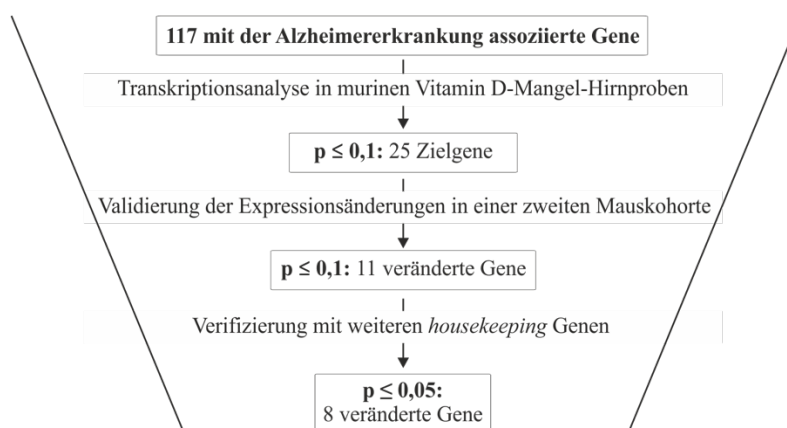 117 mit der Alzheimererkrankung assoziierte Gene
Transkriptionsanalyse in murinen Vitamin D-Mangel-Hirnproben
p ≤ 0,1: 25 Zielgene
Validierung der Expressionsänderungen in einer zweiten Mauskohorte
p ≤ 0,1: 11 veränderte Gene
Verifizierung mit weiteren housekeeping Genen
p ≤ 0,05:
8 veränderte Gene